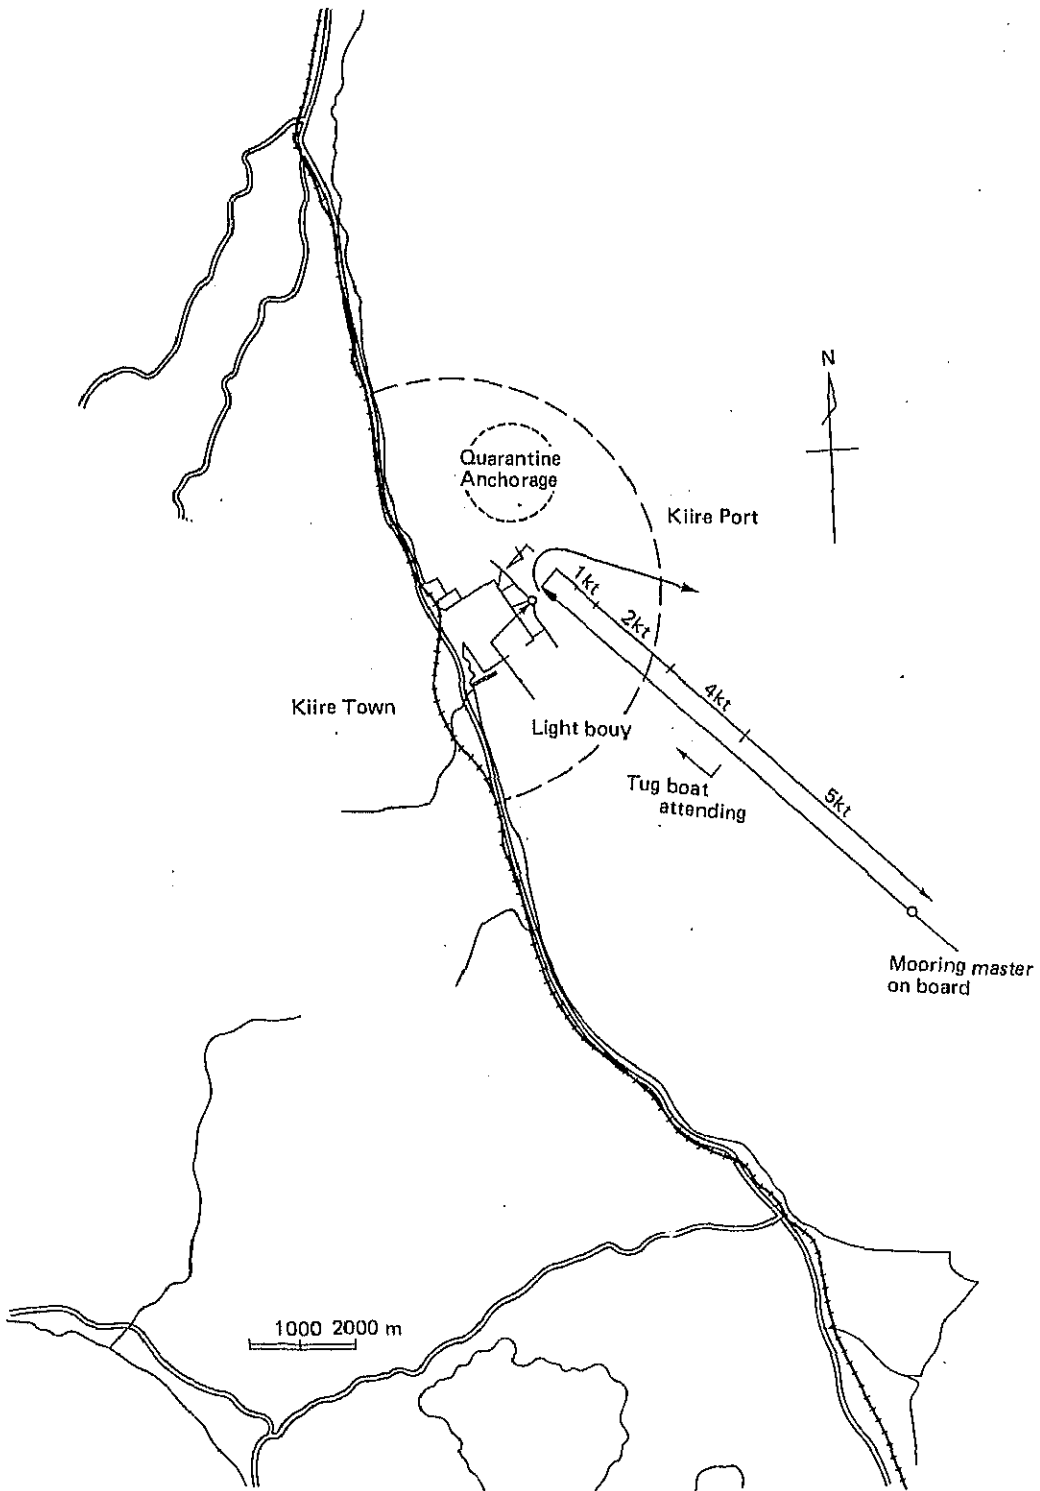 N
Quarantine
Anchorage
Kiire Port
1kt
2kt
4kt
5kt
Kiire Town
Light bouy
Tug boat
attending
Mooring master
on board
1000 2000 m